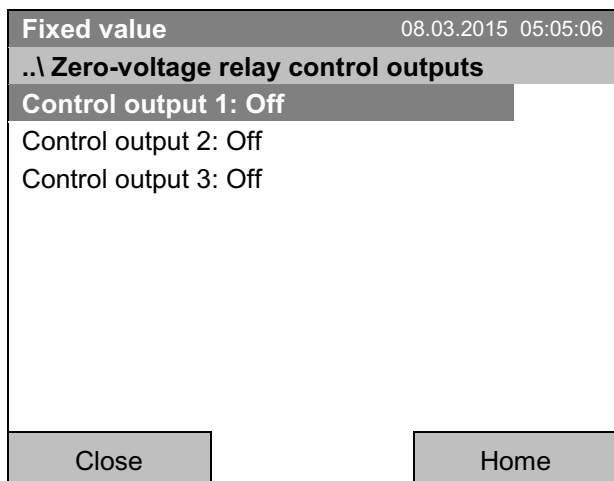 Fixed value 08.03.2015 05:05:06
..\ Zero-voltage relay control outputs
Control output 1: Off
Control output 2: Off
Control output 3: Off
Close Home